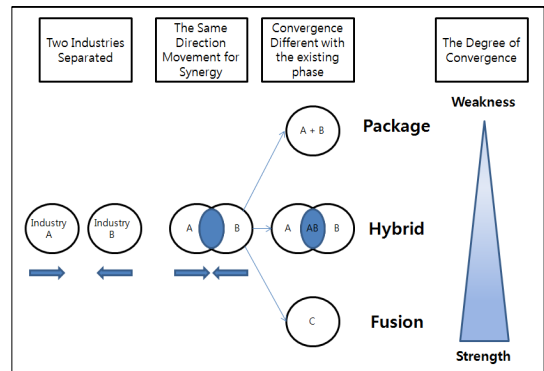 Two Industries
Separated
The Same
Direction
Movement for
Synergy
Convergence
Different with
the existing
phase
The Degree of
Convergence
Weakness
A + B
Package
Industry
A
Industry
B
A
B
A
AB
B
Hybrid
C
Fusion
Strength